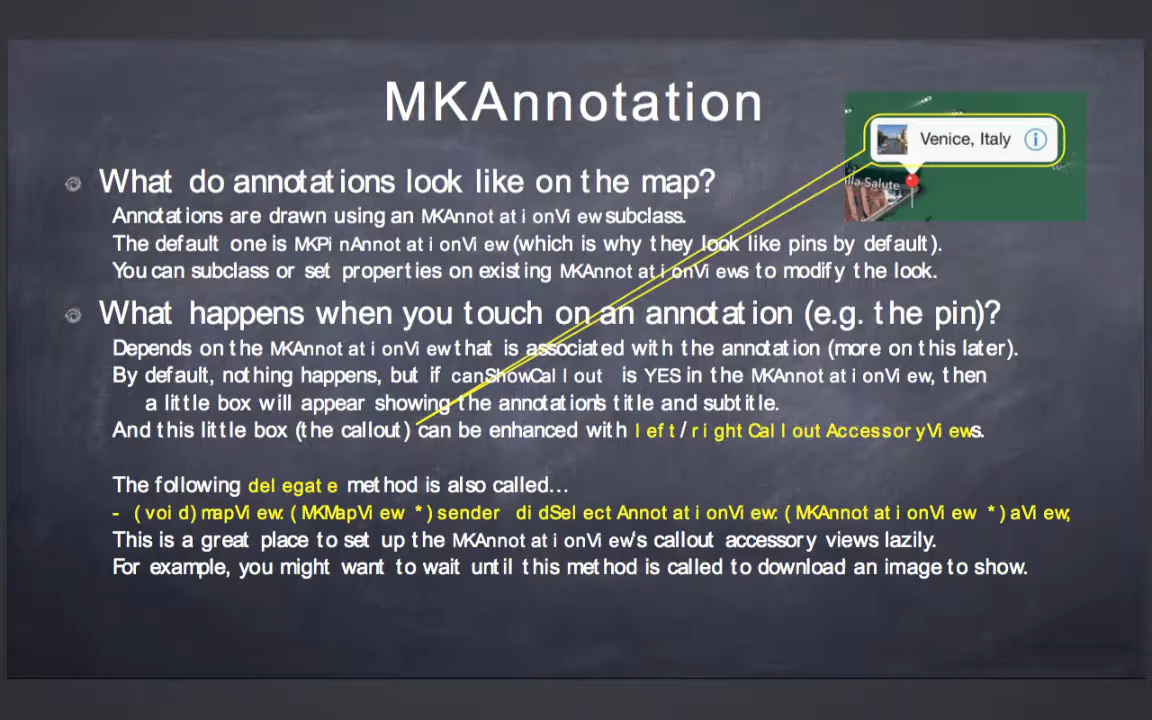 MKAnnotation
Venice, Italy
lla-Salute
What do annotations look like on the map?
Annotations are drawn using an MKAnnotationView subclass.
The default one is MKPinAnnotationView (which is why they look like pins by default).
You can subclass or set properties on existing MKAnnotationViews to modify the look.
What happens when you touch on an annotation (e.g. the pin)?
Depends on the MKAnnotationView that is associated with the annotation (more on this later).
By default, nothing happens, but if canShowCallout is YES in the MKAnnotationView, then
a little box will appear showing the annotation's title and subtitle.
And this little box (the callout) can be enhanced with left/rightCalloutAccessoryViews.
The following delegate method is also called...
- (void)mapView:(MKMapView *)sender didSelectAnnotationView:(MKAnnotationView *)aView;
This is a great place to set up the MKAnnotationView's callout accessory views lazily.
For example, you might want to wait until this method is called to download an image to show.